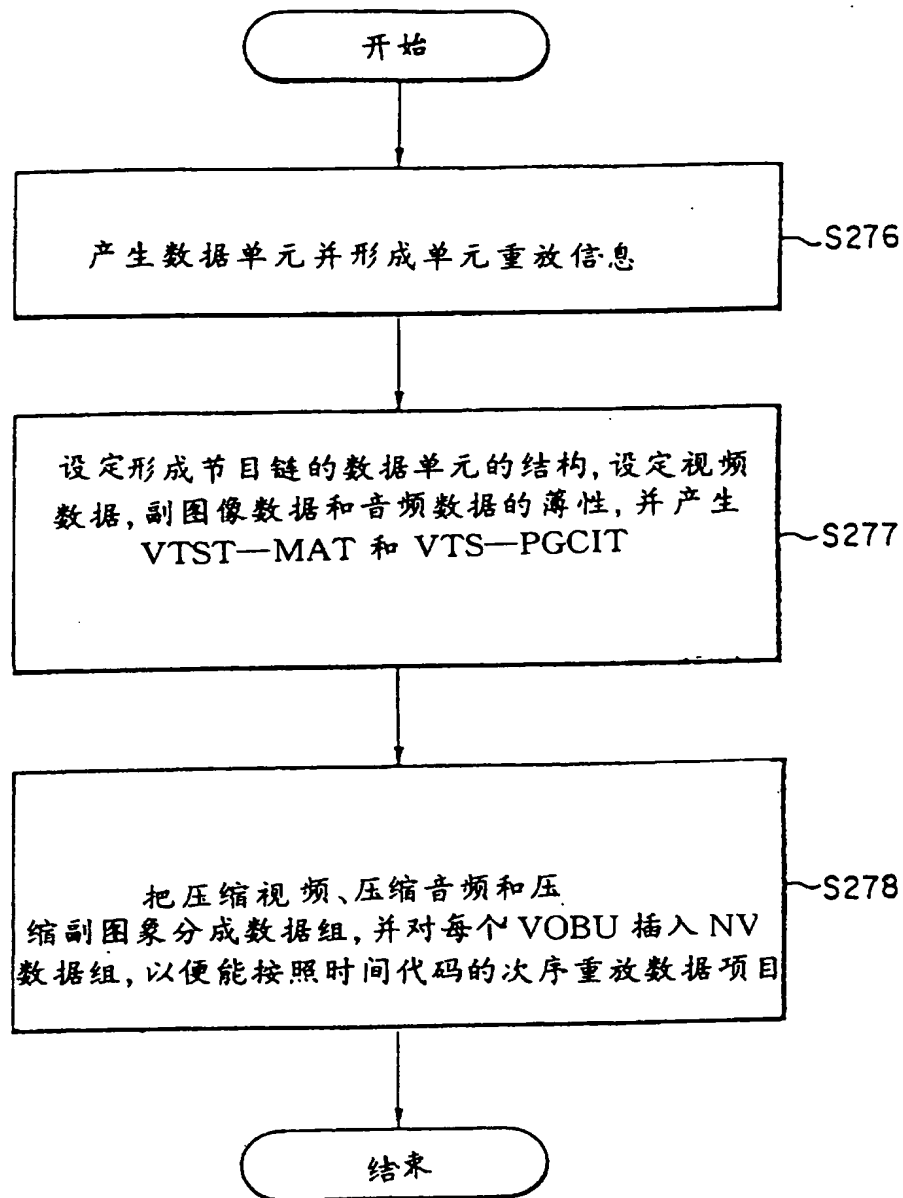 开始
产生数据单元并形成单元重放信息
S276
设定形成节目链的数据单元的结构,设定视频
数据,副图像数据和音频数据的薄性,并产生
VTST—MAT 和 VTS—PGCIT
S277
把压缩视频、压缩音频和压
缩副图象分成数据组,并对每个 VOBU 插入 NV
数据组,以便能按照时间代码的次序重放数据项目
S278
结束